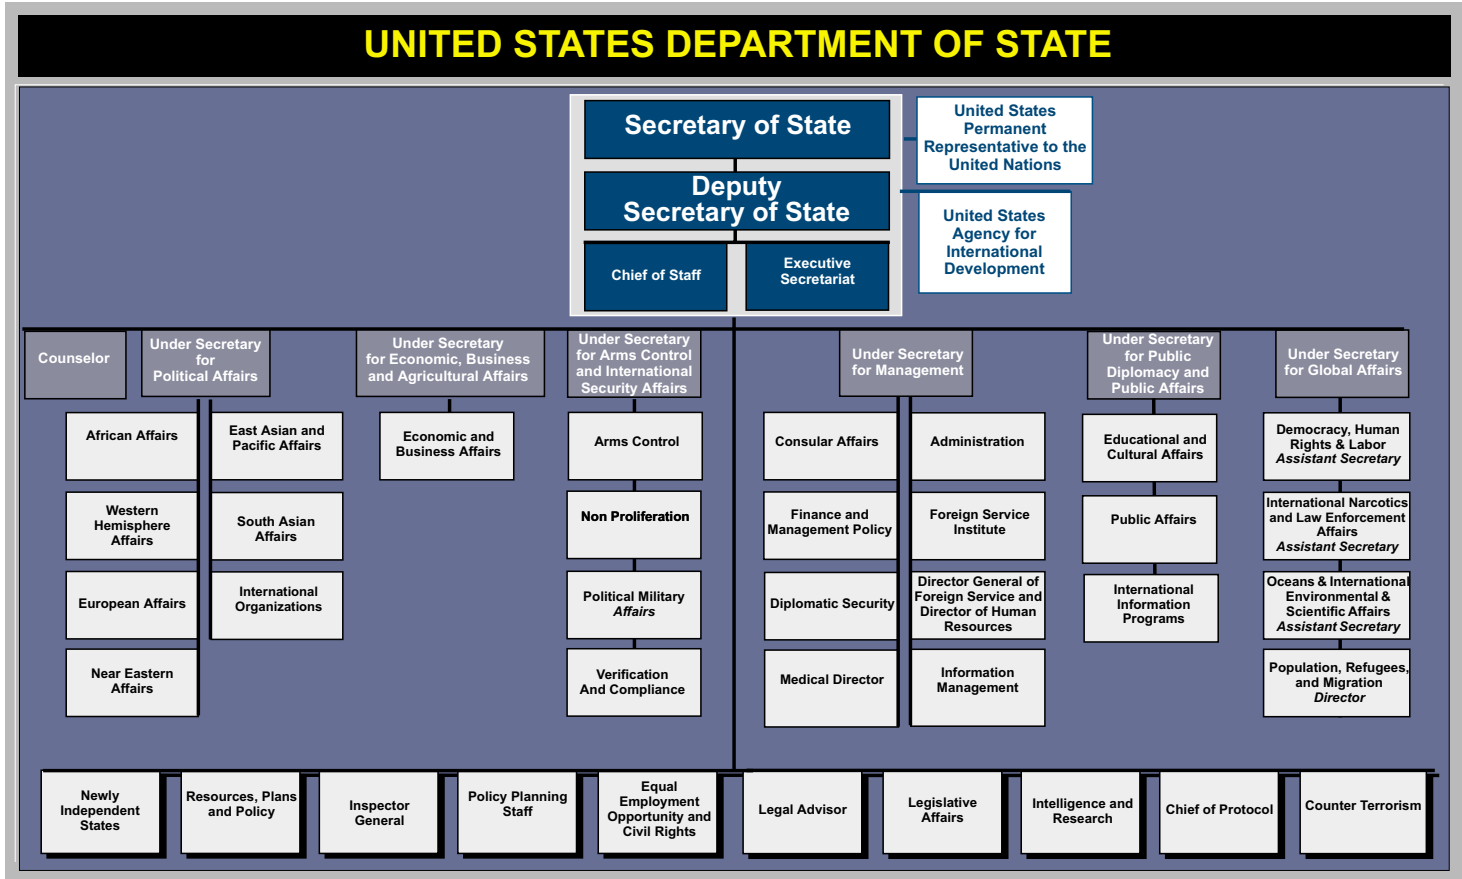 UNITED STATES DEPARTMENT OF STATE
Secretary of State
United States
Permanent
Representative to the
United Nations
Deputy
Secretary of State
United States
Agency for
International
Development
Chief of Staff
Executive
Secretariat
Counselor
Under Secretary
for
Political Affairs
Under Secretary
for Economic, Business
and Agricultural Affairs
Under Secretary
for Arms Control
and International
Security Affairs
Under Secretary
for Management
Under Secretary
for Public
Diplomacy and
Public Affairs
Under Secretary
for Global Affairs
African Affairs
East Asian and
Pacific Affairs
Economic and
Business Affairs
Arms Control
Consular Affairs
Administration
Educational and
Cultural Affairs
Democracy, Human
Rights & Labor
Assistant Secretary
Western
Hemisphere
Affairs
South Asian
Affairs
Non Proliferation
Finance and
Management Policy
Foreign Service
Institute
Public Affairs
International Narcotics
and Law Enforcement
Affairs
Assistant Secretary
European Affairs
International
Organizations
Political Military
Affairs
Diplomatic Security
Director General of
Foreign Service and
Director of Human
Resources
International
Information
Programs
Oceans & International
Environmental &
Scientific Affairs
Assistant Secretary
Near Eastern
Affairs
Verification
And Compliance
Medical Director
Information
Management
Population, Refugees,
and Migration
Director
Newly
Independent
States
Resources, Plans
and Policy
Inspector
General
Policy Planning
Staff
Equal
Employment
Opportunity and
Civil Rights
Legal Advisor
Legislative
Affairs
Intelligence and
Research
Chief of Protocol
Counter Terrorism